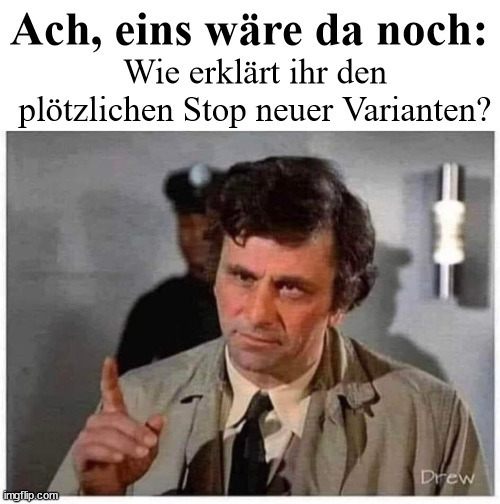 Ach, eins wäre da noch:
Wie erklärt ihr den
plötzlichen Stop neuer Varianten?
Drew
imgflip.com